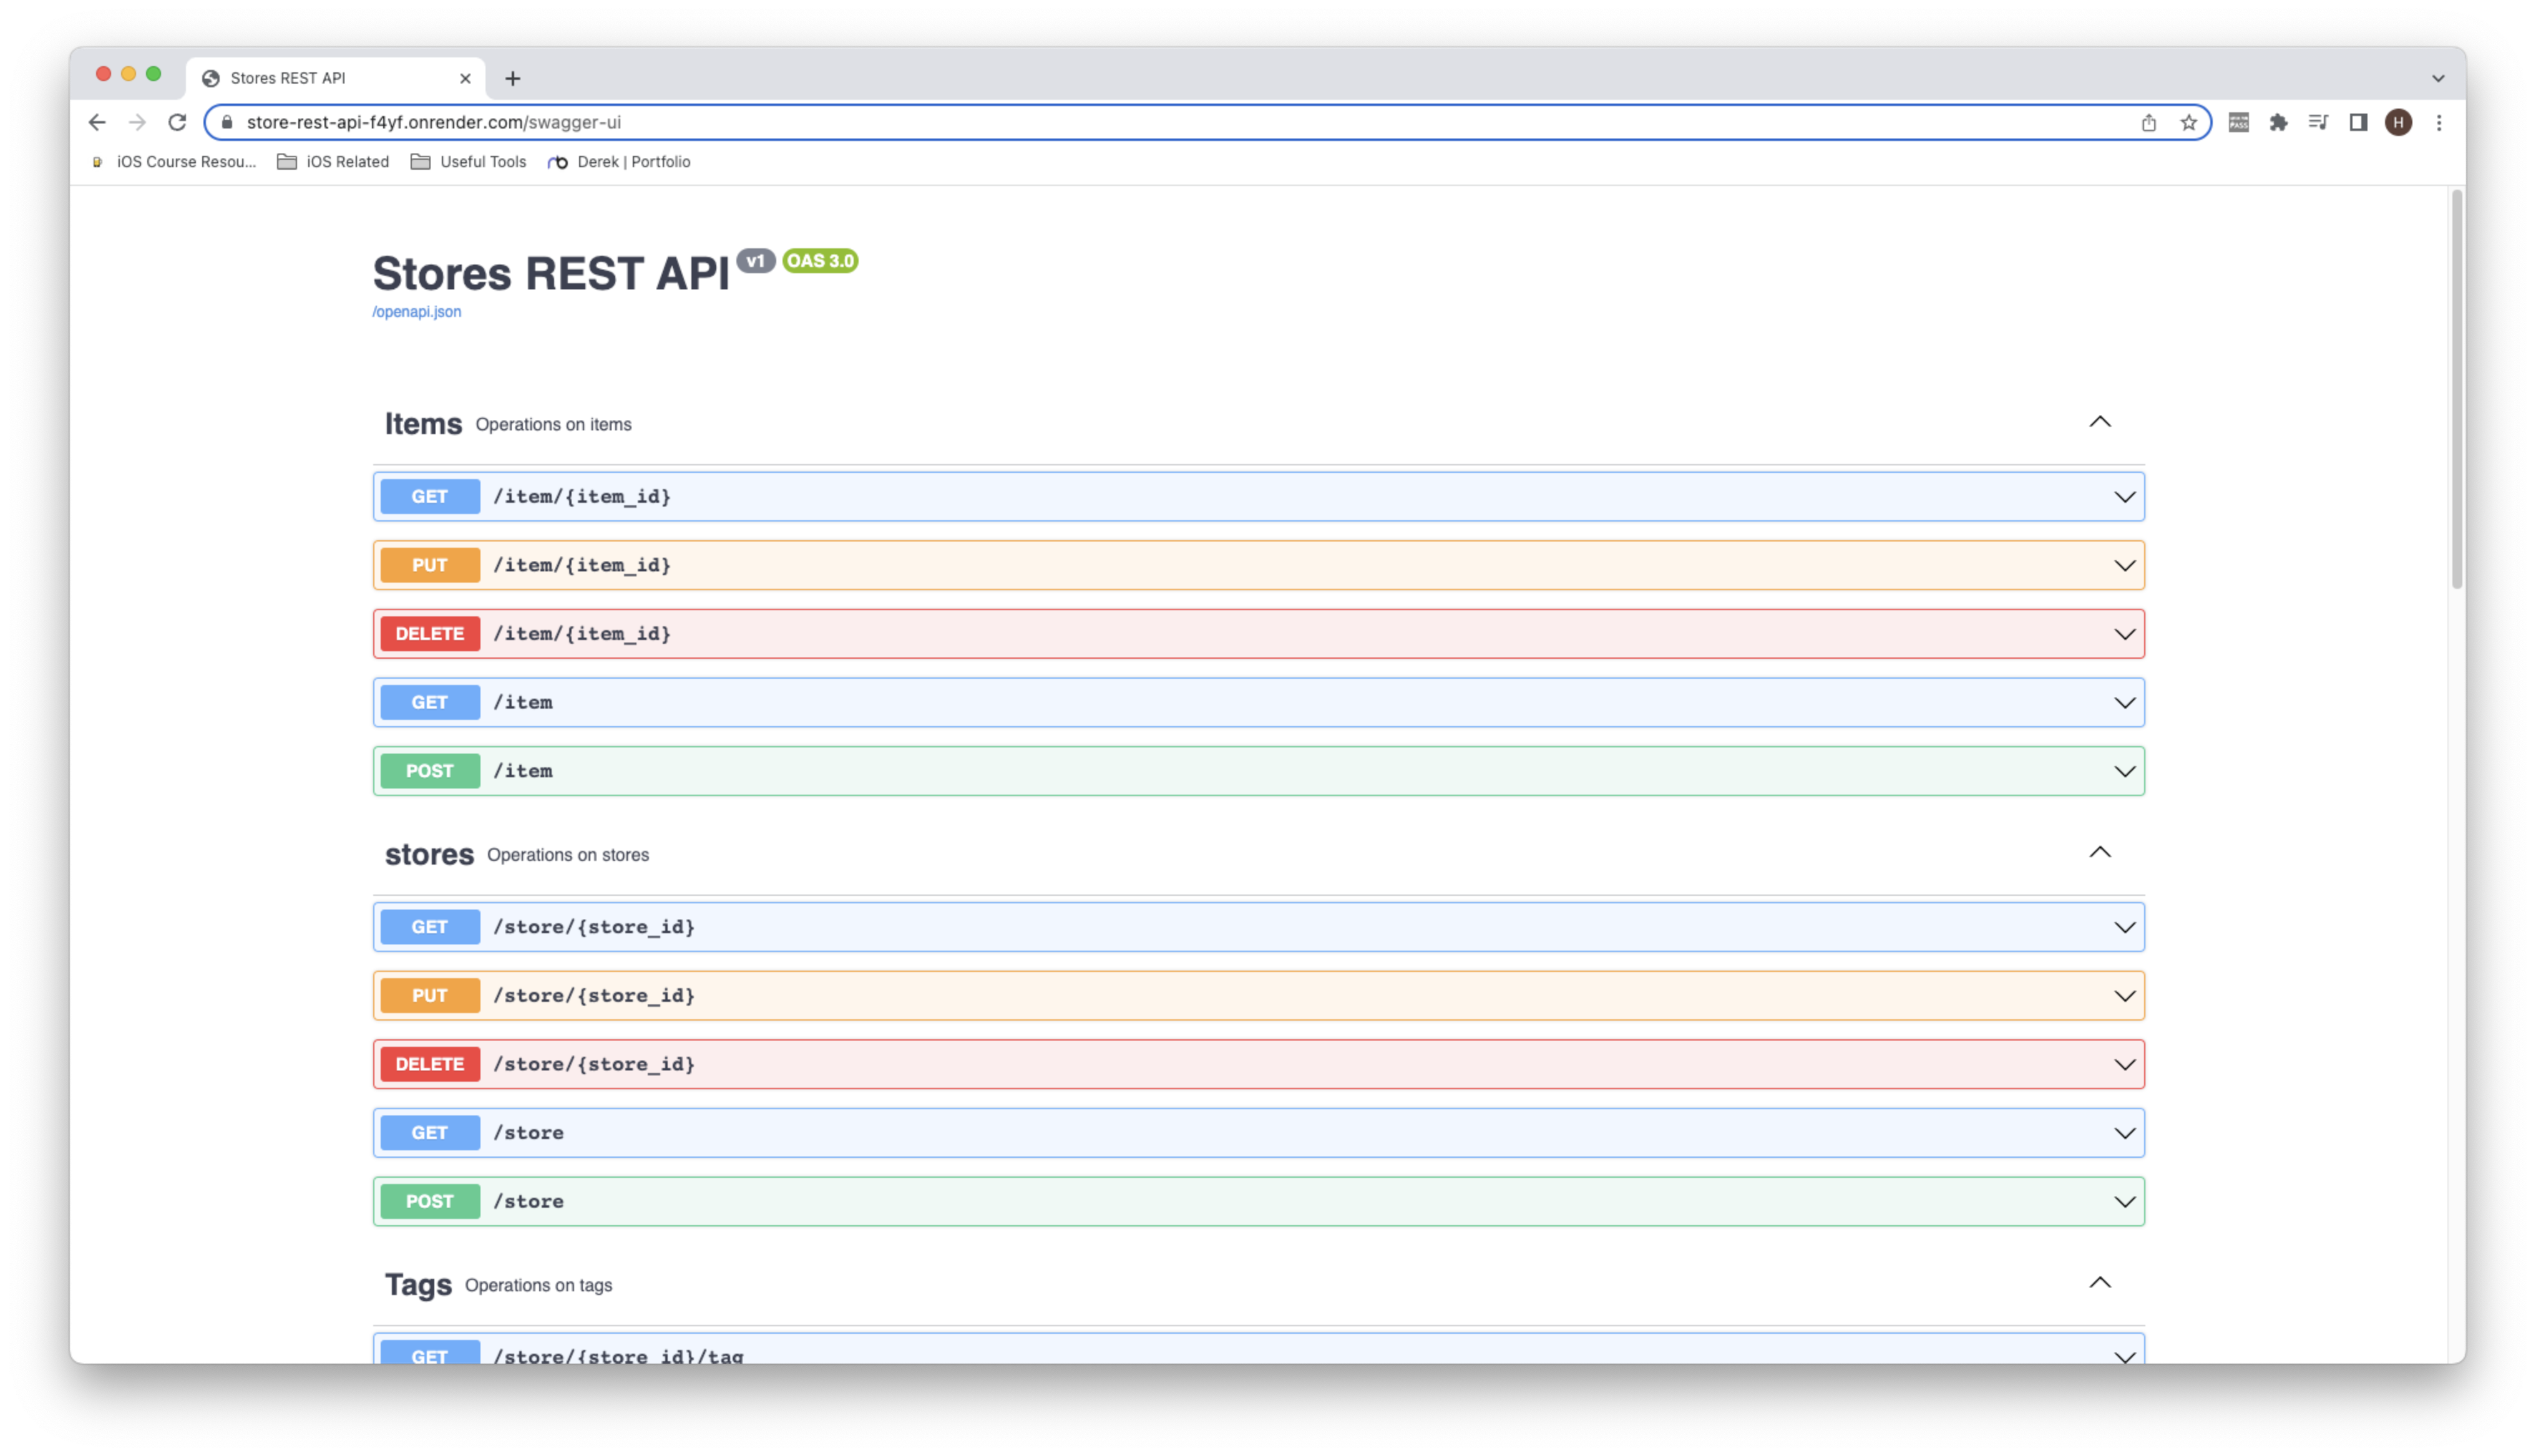 Stores REST API
store-rest-api-f4yf.onrender.com/swagger-ui
H
iOS Course Resou... iOS Related Useful Tools Derek | Portfolio
Stores REST API v1 OAS 3.0
/openapi.json
Items Operations on items
GET /item/{item_id}
PUT /item/{item_id}
DELETE /item/{item_id}
GET /item
POST /item
stores Operations on stores
GET /store/{store_id}
PUT /store/{store_id}
DELETE /store/{store_id}
GET /store
POST /store
Tags Operations on tags
GET /store/{store_id}/tag